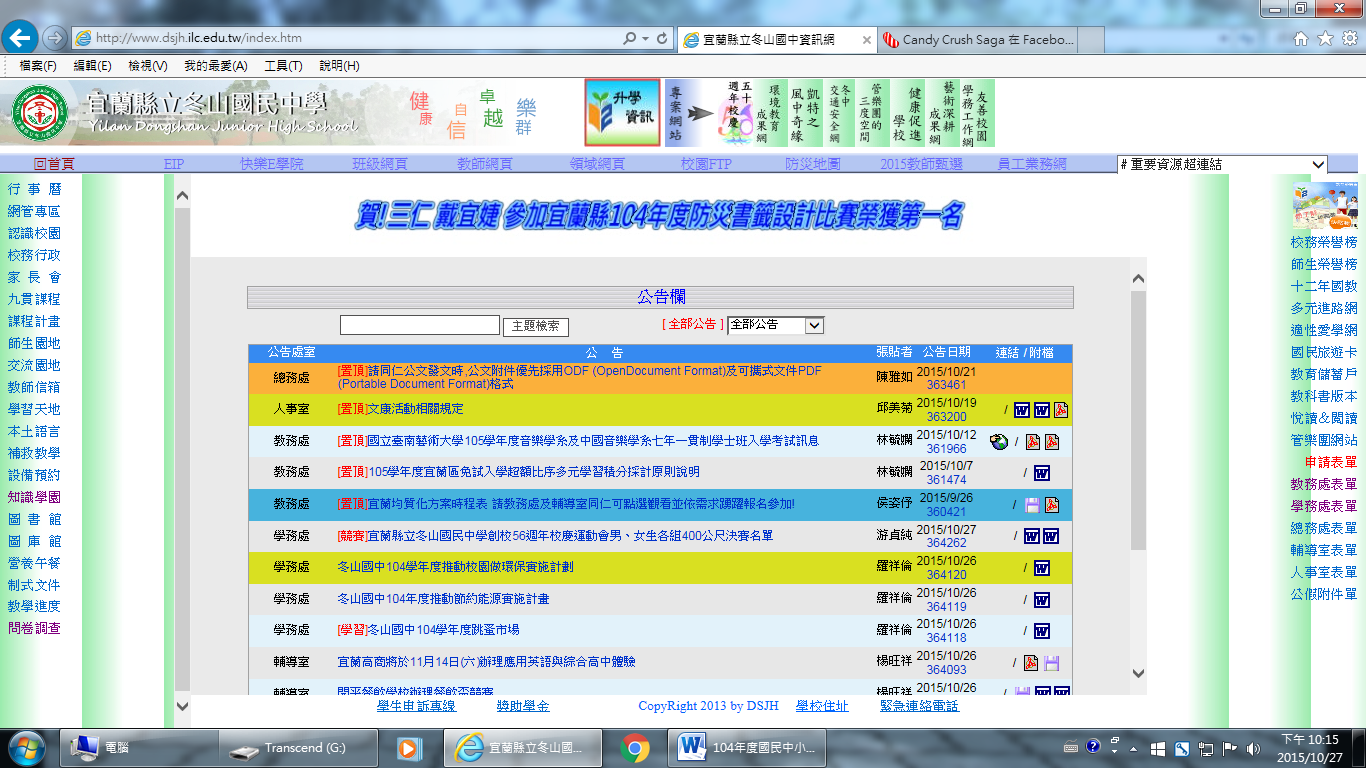 http://www.dsjh.ilc.edu.tw/index.htm
宜蘭縣立冬山國中資訊網
Candy Crush Saga 在 Facebo...
檔案(F) 編輯(E) 檢視(V) 我的最愛(A) 工具(T) 說明(H)
宜蘭縣立冬山國民中學
Yilan Dongshan Junior High School
健康 自信 卓越 樂群
升學資訊
專案網站
五十週年校慶
環境教育成果網
凱特之風中奇緣
冬中交通安全網
管樂團的三度空間
健康促進學校
藝術深耕成果網
友善校園學務工作網
回首頁 EIP 快樂E學院 班級網頁 教師網頁 領域網頁 校園FTP 防災地圖 2015教師甄選 員工業務網 # 重要資源超連結
行 事 曆
網管專區
認識校園
校務行政
家 長 會
九貫課程
課程計畫
師生園地
交流園地
教師信箱
學習天地
本土語言
補救教學
設備預約
知識學園
圖 書 館
圖 庫 館
營養午餐
制式文件
教學進度
問卷調查
賀! 三仁 戴宜婕 參加宜蘭縣104年度防災書籤設計比賽榮獲第一名
公告欄
主題檢索 [ 全部公告 ] 全部公告
公告處室 公 告 張貼者 公告日期 連結 / 附檔
總務處 [置頂]請同仁公文發文時,公文附件優先採用ODF (OpenDocument Format)及可攜式文件PDF (Portable Document Format)格式 陳雅如 2015/10/21 363461
人事室 [置頂]文康活動相關規定 邱美菊 2015/10/19 363200 /
教務處 [置頂]國立臺南藝術大學105學年度音樂學系及中國音樂學系七年一貫制學士班入學考試訊息 林毓嫻 2015/10/12 361966 /
教務處 [置頂]105學年度宜蘭區免試入學超額比序多元學習積分採計原則說明 林毓嫻 2015/10/7 361474 /
教務處 [置頂]宜蘭均質化方案時程表 請教務處及輔導室同仁可點選觀看並依需求踴躍報名參加! 侯姿伃 2015/9/26 360421 /
學務處 [競賽]宜蘭縣立冬山國民中學創校56週年校慶運動會男、女生各組400公尺決賽名單 游貞純 2015/10/27 364262 /
學務處 冬山國中104學年度推動校園做環保實施計劃 羅祥倫 2015/10/26 364120 /
學務處 冬山國中104年度推動節約能源實施計畫 羅祥倫 2015/10/26 364119 /
學務處 [學習]冬山國中104學年度跳蚤市場 羅祥倫 2015/10/26 364118 /
輔導室 宜蘭高商將於11月14日(六)辦理應用英語與綜合高中體驗 楊旺祥 2015/10/26 364093 /
輔導室 開平餐飲學校辦理餐飲盃競賽 楊旺祥 2015/10/26 /
校務榮譽榜
師生榮譽榜
十二年國教
多元進路網
適性愛學網
國民旅遊卡
教育儲蓄戶
教科書版本
悅讀&閱讀
管樂團網站
申請表單
教務處表單
學務處表單
總務處表單
輔導室表單
人事室表單
公假附件單
學生申訴專線 獎助學金 CopyRight 2013 by DSJH 學校住址 緊急連絡電話
電腦
Transcend (G:)
宜蘭縣立冬山國...
104年度國民中小...
下午 10:15
2015/10/27